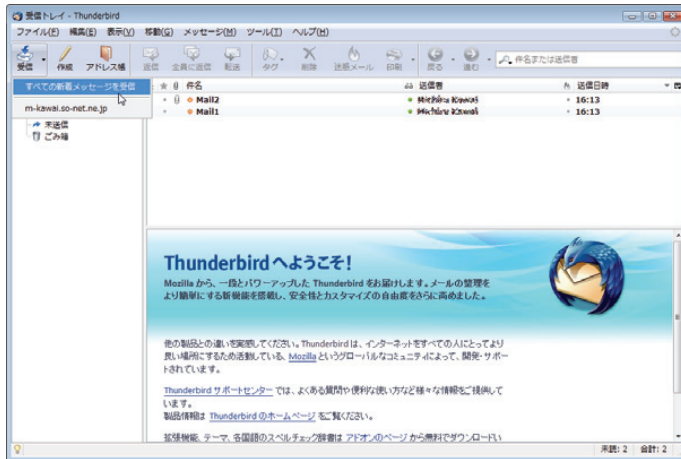 受信トレイ - Thunderbird
ファイル(F) 編集(E) 表示(V) 移動(G) メッセージ(M) ツール(T) ヘルプ(H)
受信 作成 アドレス帳 返信 全員に返信 転送 タグ 削除 迷惑メール 印刷 戻る 進む 件名または送信者
すべての新着メッセージを受信
m-kawai.so-net.ne.jp
未送信
ごみ箱
件名 送信者 送信日時
Mail2 16:13
Mail1 16:13
Thunderbird へようこそ!
Mozilla から、一段とパワーアップした Thunderbird をお届けします。メールの管理を
より簡単にする新機能を搭載し、安全性とカスタマイズの自由度をさらに高めました。
他の製品との違いを実感してください。Thunderbird は、インターネットをすべての人にとってより
良い場所にするため活動している、Mozilla というグローバルなコミュニティによって、開発・サポー
トされています。
Thunderbird サポートセンター では、よくある質問や便利な使い方など様々な情報をご提供して
います。
製品情報は Thunderbird のホームページ をご覧ください。
拡張機能、テーマ、各国語のスペルチェック辞書は アドオンのページ から無料でダウンロードい
未読: 2 合計: 2